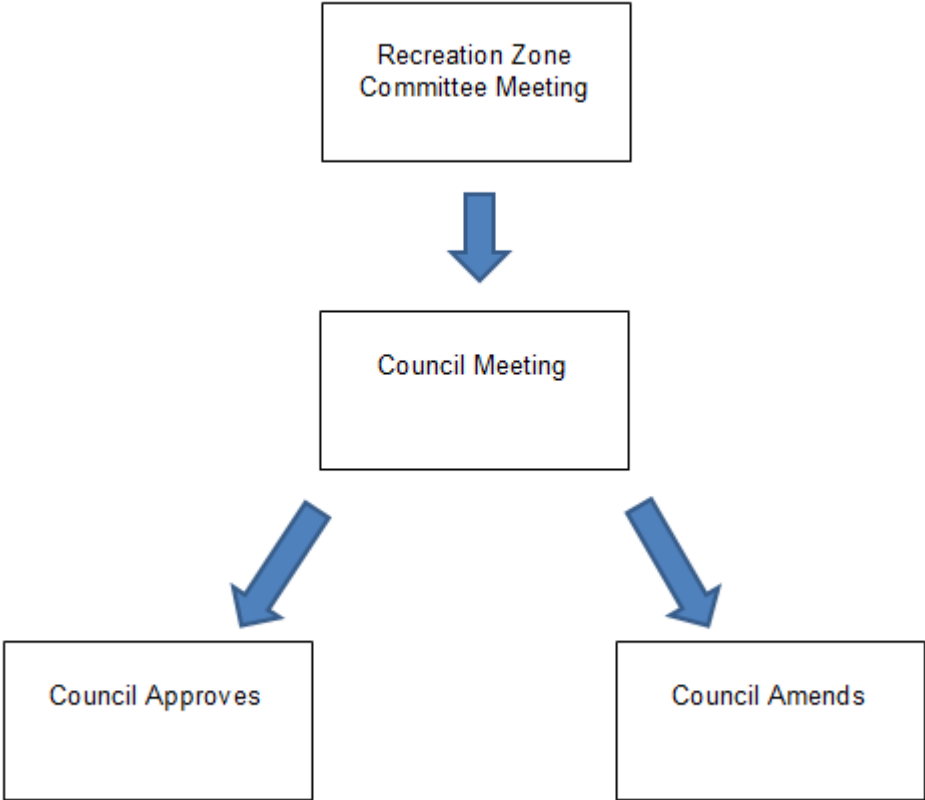 Recreation Zone
Committee Meeting
Council Meeting
Council Approves
Council Amends